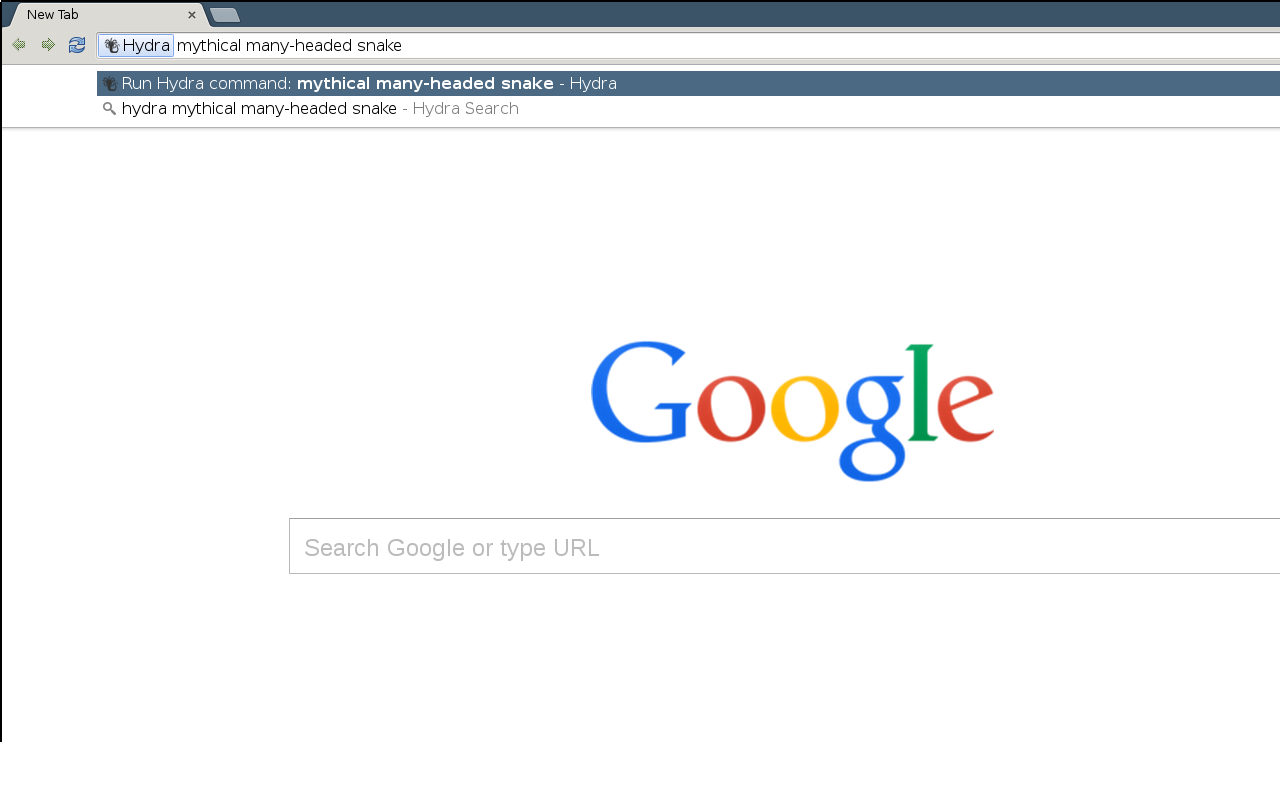 New Tab
Hydra mythical many-headed snake
Run Hydra command: mythical many-headed snake - Hydra
hydra mythical many-headed snake - Hydra Search
Google
Search Google or type URL